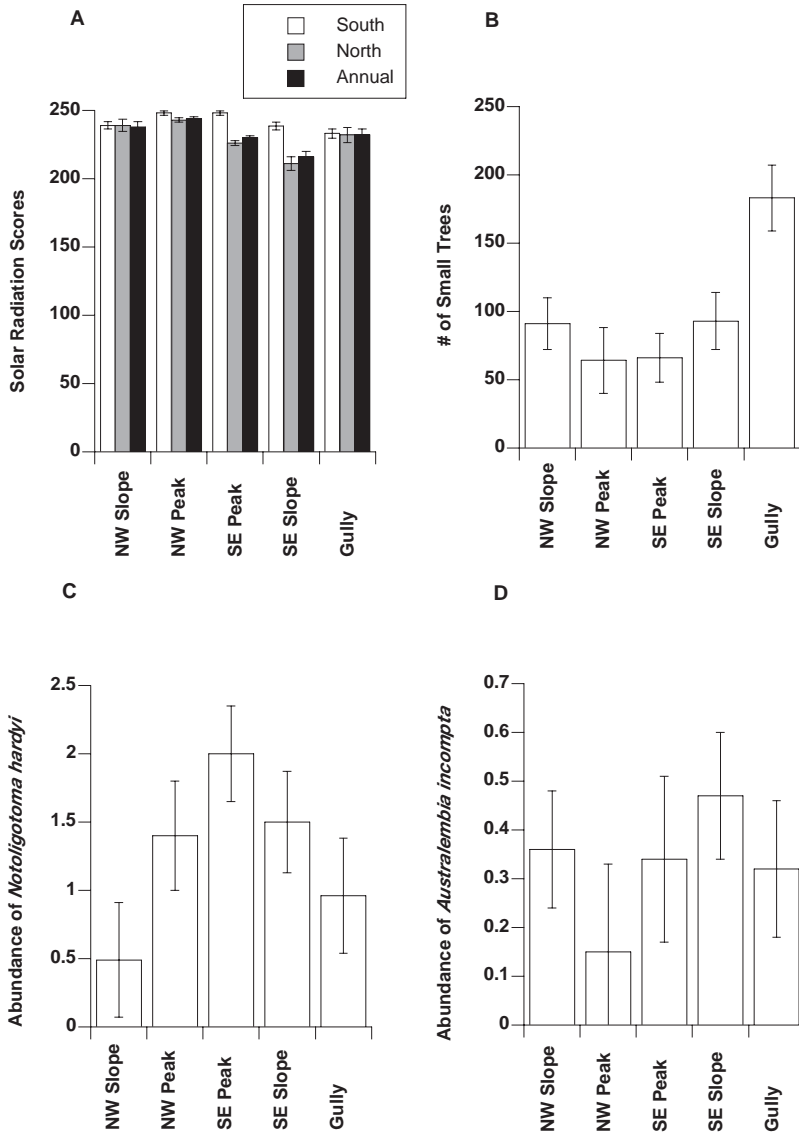 A
South
North
Annual
Solar Radiation Scores
250
200
150
100
50
0
NW Slope
NW Peak
SE Peak
SE Slope
Gully
B
# of Small Trees
250
200
150
100
50
0
NW Slope
NW Peak
SE Peak
SE Slope
Gully
C
Abundance of Notoligotoma hardyi
2.5
2
1.5
1
0.5
0
NW Slope
NW Peak
SE Peak
SE Slope
Gully
D
Abundance of Australembia incompta
0.7
0.6
0.5
0.4
0.3
0.2
0.1
0
NW Slope
NW Peak
SE Peak
SE Slope
Gully